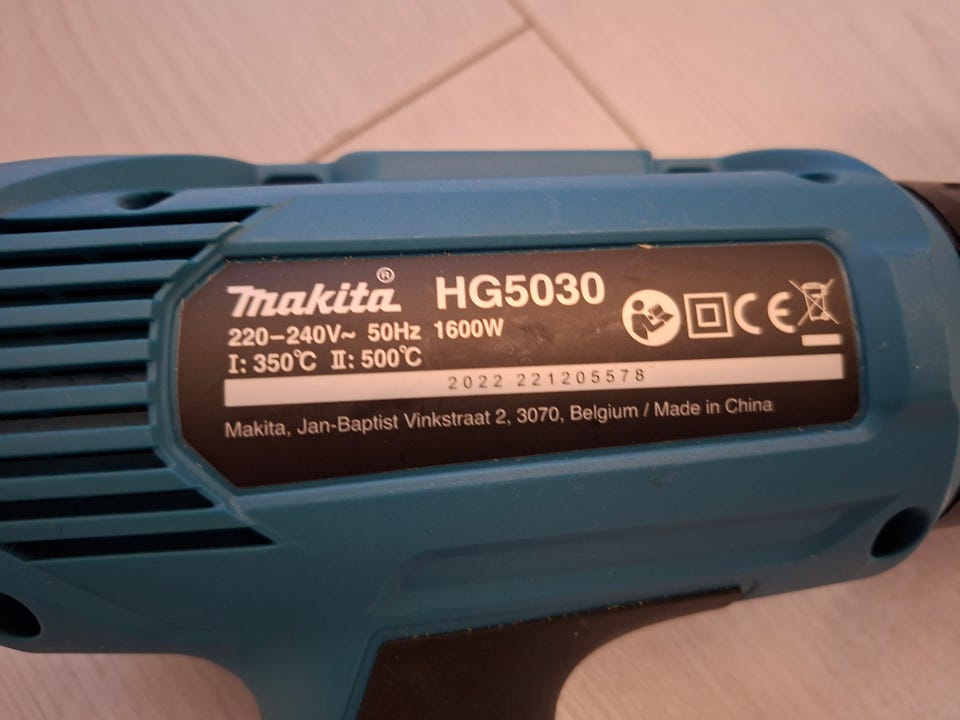 makita® HG5030
220-240V~ 50Hz 1600W
I: 350℃ II: 500℃
CE
2022 221205578
Makita, Jan-Baptist Vinkstraat 2, 3070, Belgium / Made in China